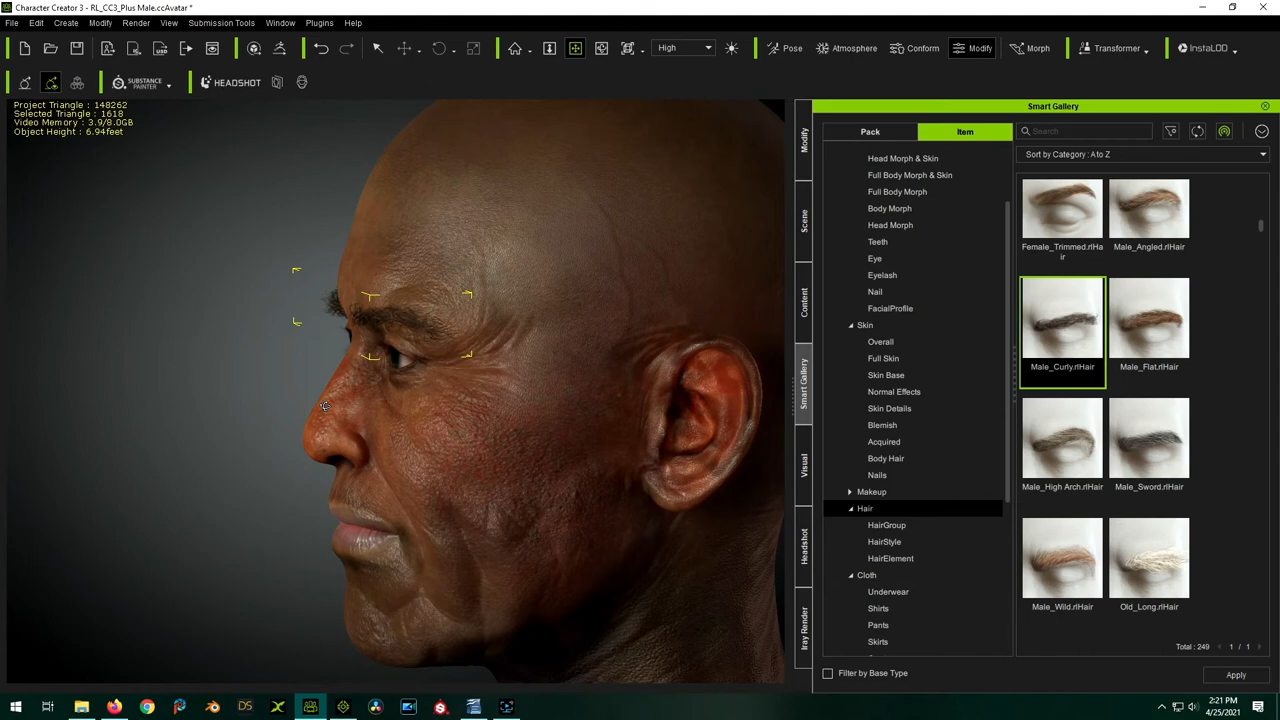 Character Creator 3 - RL_CC3_Plus Male.ccAvatar *
File Edit Create Modify Render View Submission Tools Window Plugins Help
High Pose Atmosphere Conform Modify Morph Transformer InstaLOD
SUBSTANCE PAINTER HEADSHOT
Project Triangle : 148262
Selected Triangle : 1618
Video Memory : 3.9/8.0GB
Object Height : 6.94feet
Modify
Scene
Content
Smart Gallery
Visual
Headshot
Iray Render
Smart Gallery
Pack Item
Head Morph & Skin
Full Body Morph & Skin
Full Body Morph
Body Morph
Head Morph
Teeth
Eye
Eyelash
Nail
FacialProfile
Skin
Overall
Full Skin
Skin Base
Normal Effects
Skin Details
Blemish
Acquired
Body Hair
Nails
Makeup
Hair
HairGroup
HairStyle
HairElement
Cloth
Underwear
Shirts
Pants
Skirts
Search
Sort by Category : A to Z
Female_Trimmed.rlHa
ir
Male_Angled.rlHair
Male_Curly.rlHair
Male_Flat.rlHair
Male_High Arch.rlHair
Male_Sword.rlHair
Male_Wild.rlHair
Old_Long.rlHair
Total : 249 1 / 1
Filter by Base Type
Apply
2:21 PM
4/25/2021